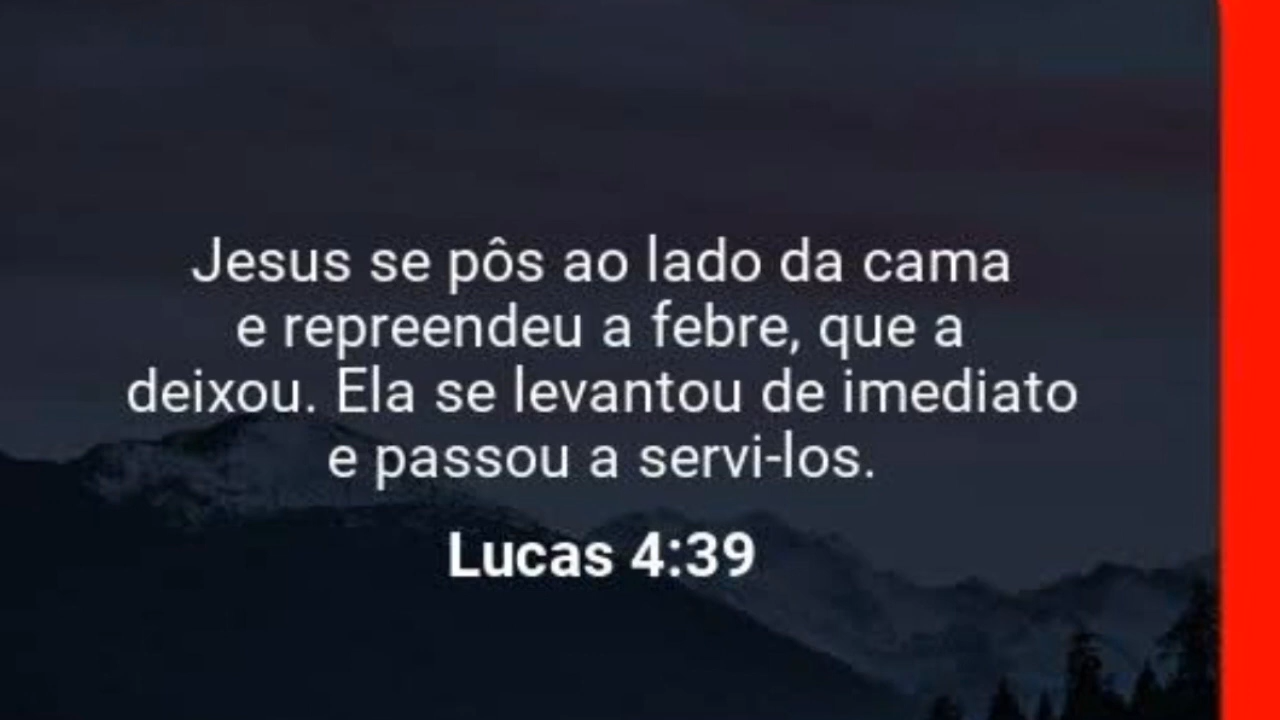 Jesus se pôs ao lado da cama
e repreendeu a febre, que a
deixou. Ela se levantou de imediato
e passou a servi-los.
Lucas 4:39